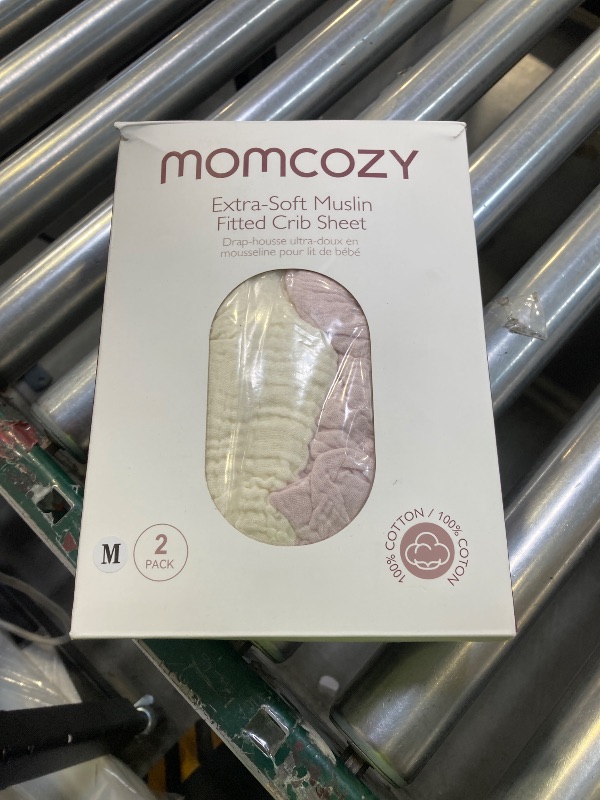 momcozy
Extra-Soft Muslin
Fitted Crib Sheet
Drap-housse ultra-doux en
mousseline pour lit de bébé
M
2
PACK
100% COTTON / 100% COTON